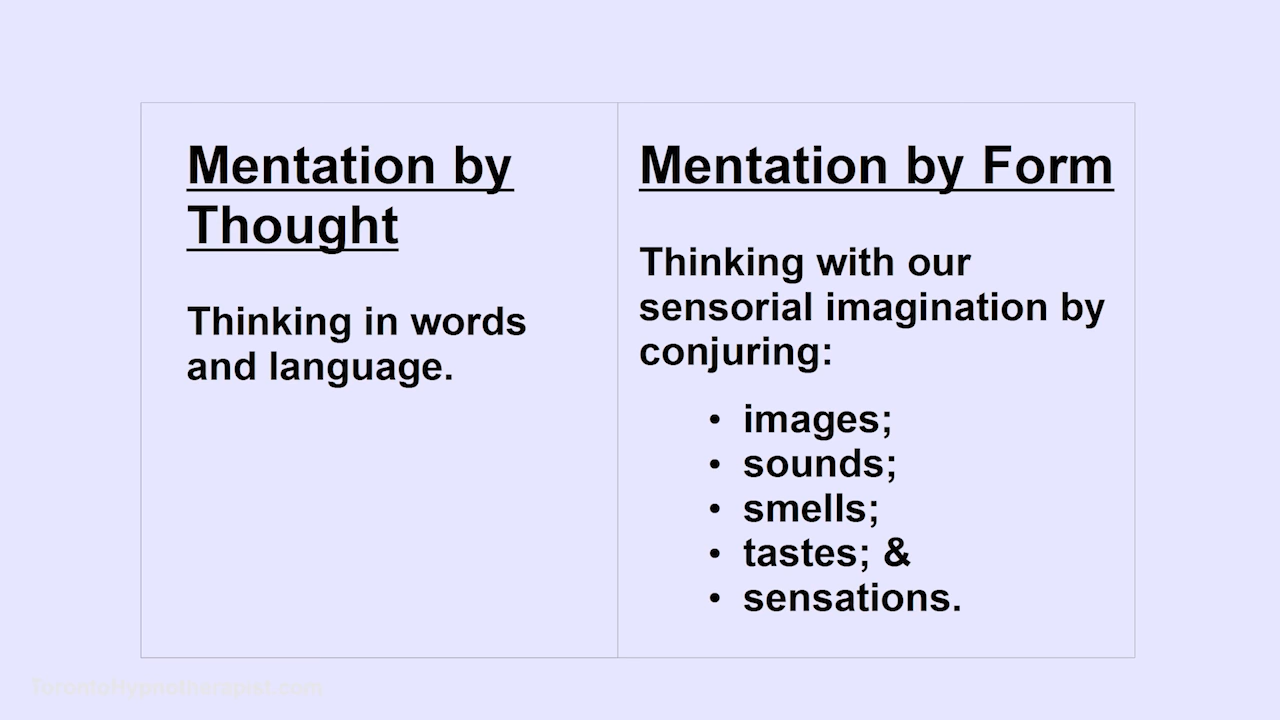 Mentation by
Thought
Thinking in words
and language.
Mentation by Form
Thinking with our
sensorial imagination by
conjuring:
• images;
• sounds;
• smells;
• tastes; &
• sensations.
TorontoHypnotherapist.com